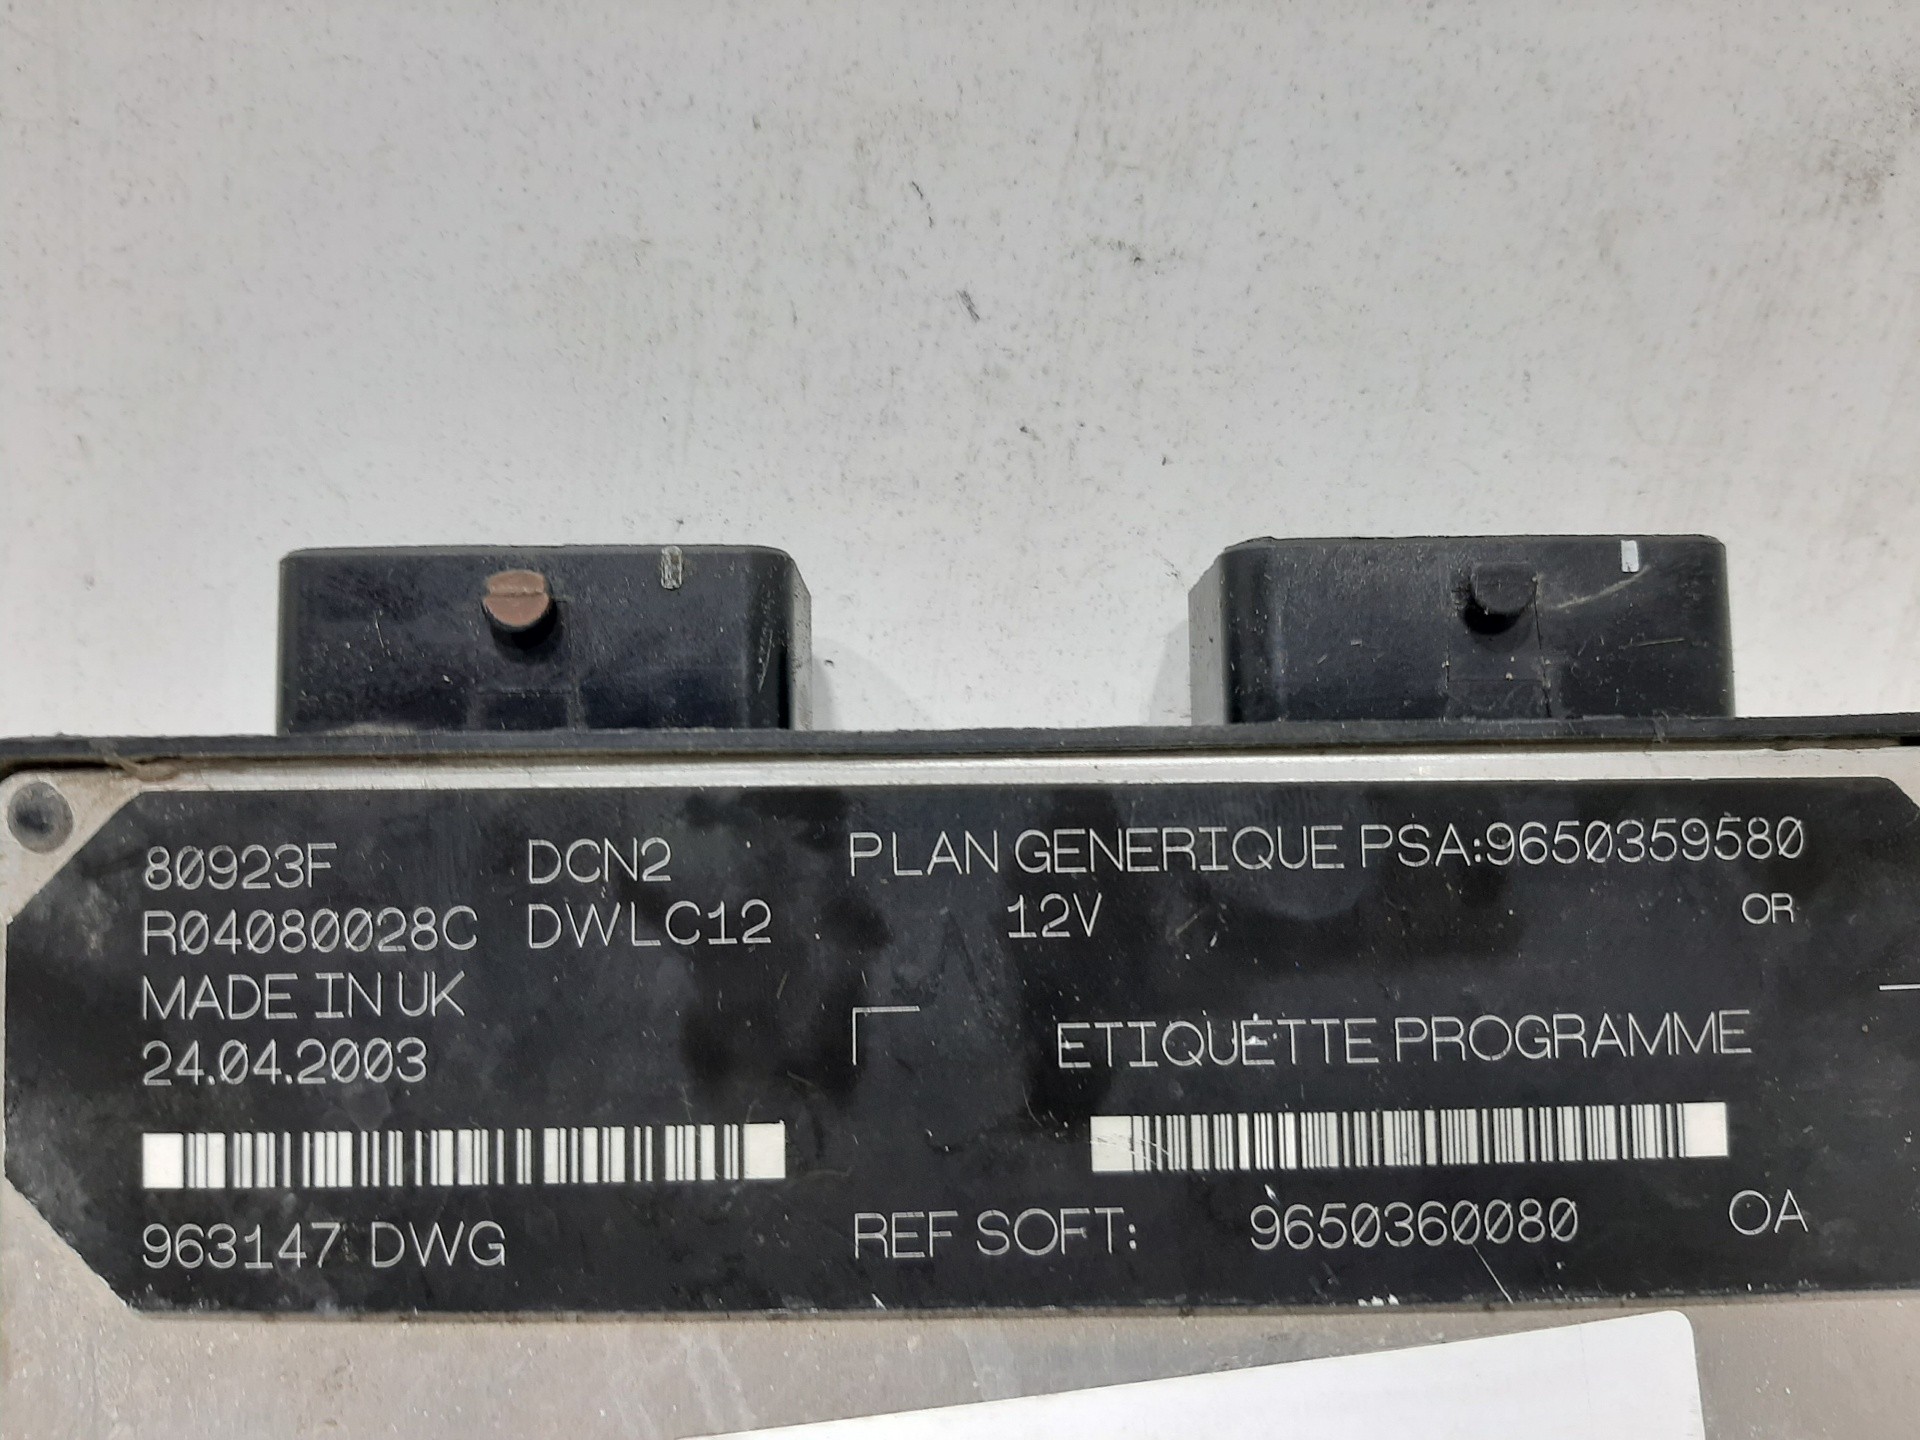 80923F DCN2 PLAN GENERIQUE PSA:9650359580
R04080028C DWLC12 12V OR
MADE IN UK
24.04.2003 ETIQUETTE PROGRAMME
963147 DWG REF SOFT: 9650360080 OA